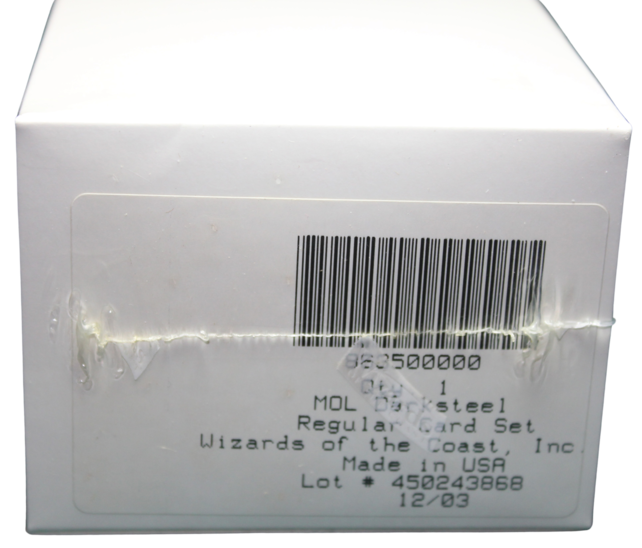 863500000
Qty 1
MOL Darksteel
Regular Card Set
Wizards of the Coast, Inc.
Made in USA
Lot # 450243868
12/03